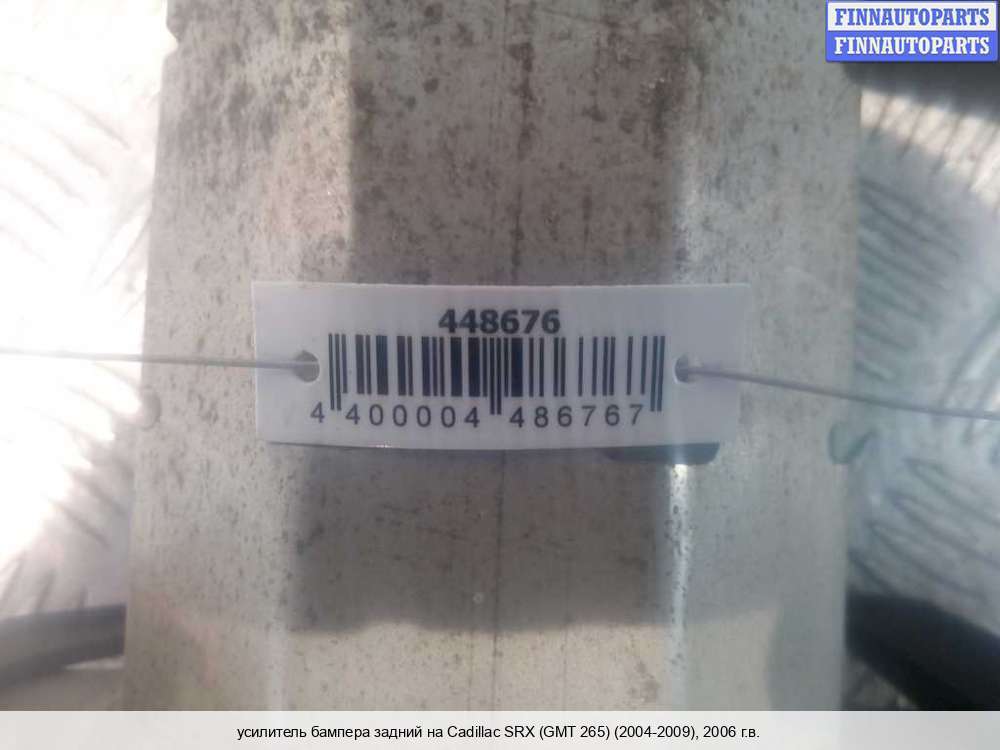 FINNAUTOPARTS
FINNAUTOPARTS
448676
4 400004 486767
усилитель бампера задний на Cadillac SRX (GMT 265) (2004-2009), 2006 г.в.